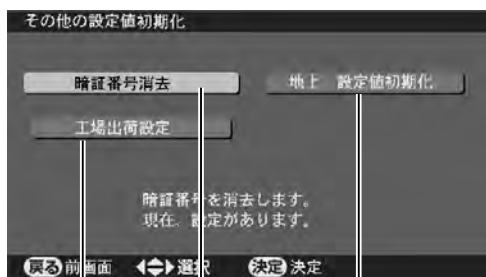 その他の設定値初期化
暗証番号消去
地上 設定値初期化
工場出荷設定
暗証番号を消去します。
現在、設定があります。
戻る 前画面 選択 決定 決定